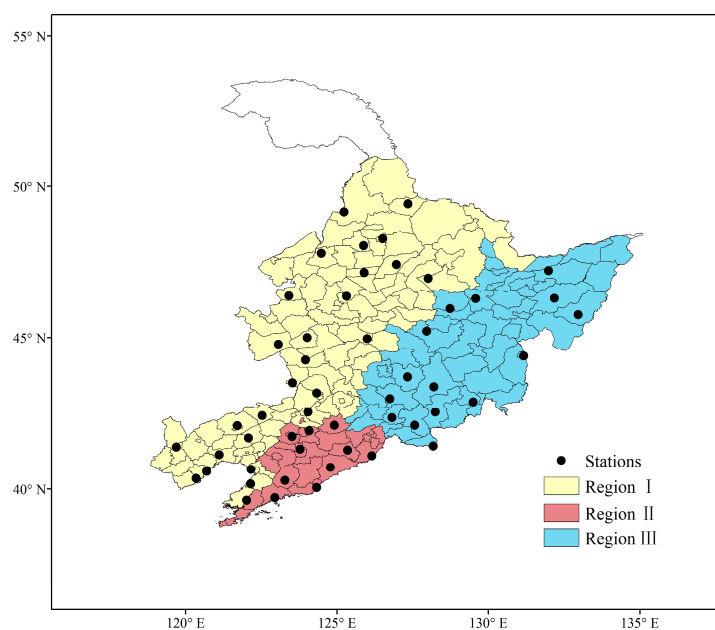 55° N
50° N
45° N
40° N
Stations
Region Ⅰ
Region Ⅱ
Region Ⅲ
120° E 125° E 130° E 135° E